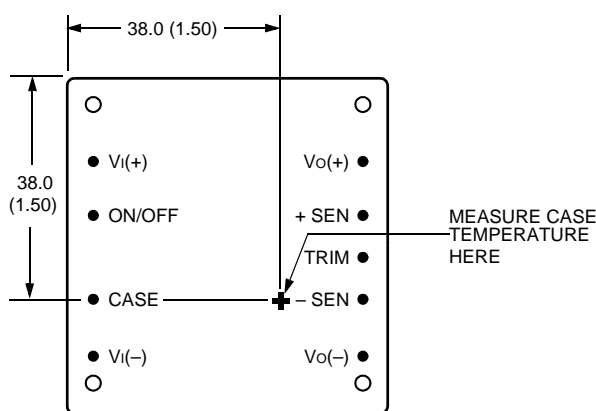 38.0 (1.50)
VI(+)
VO(+)
38.0
(1.50)
ON/OFF
+ SEN
MEASURE CASE
TEMPERATURE
HERE
TRIM
CASE
– SEN
VI(–)
VO(–)